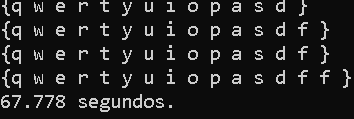 {q w e r t y u i o p a s d }
{q w e r t y u i o p a s d f }
{q w e r t y u i o p a s d f }
{q w e r t y u i o p a s d f f }
67.778 segundos.